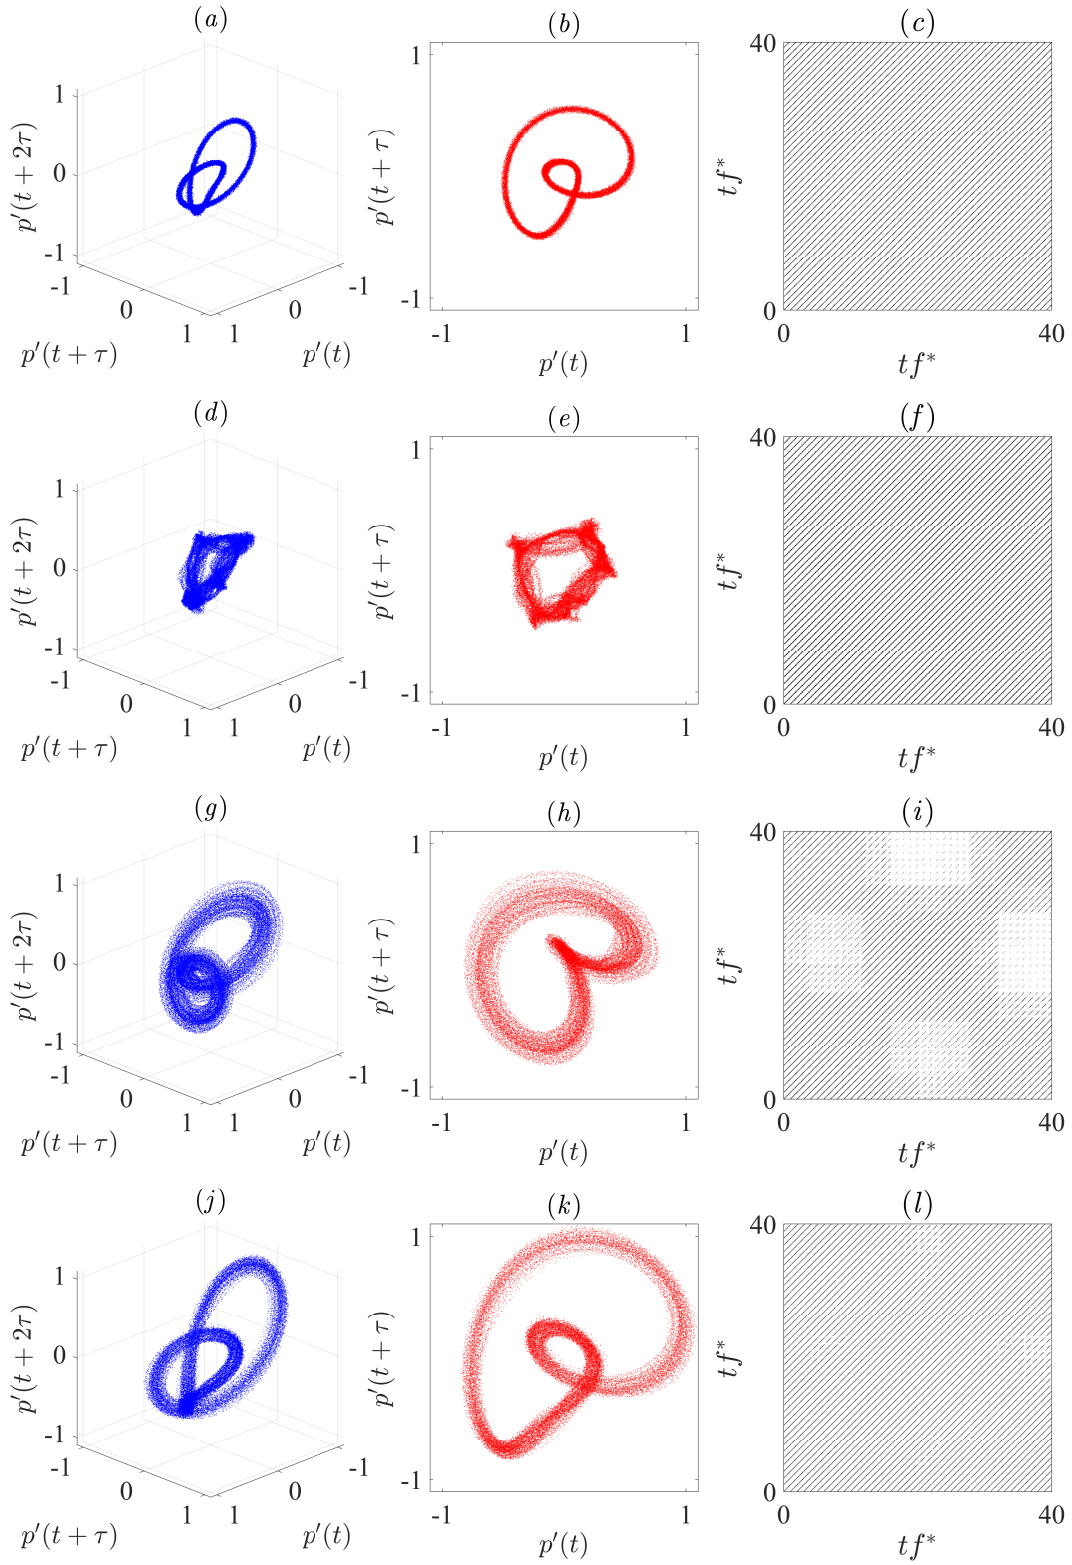 (a) (b) (c)
1 0 -1 p′(t + 2τ)
-1 0 1 p′(t + τ)
1 0 -1 p′(t)
1 -1 p′(t + τ)
-1 1 p′(t)
40 0 tf*
0 40 tf*
(d) (e) (f)
1 0 -1 p′(t + 2τ)
-1 0 1 p′(t + τ)
1 0 -1 p′(t)
1 -1 p′(t + τ)
-1 1 p′(t)
40 0 tf*
0 40 tf*
(g) (h) (i)
1 0 -1 p′(t + 2τ)
-1 0 1 p′(t + τ)
1 0 -1 p′(t)
1 -1 p′(t + τ)
-1 1 p′(t)
40 0 tf*
0 40 tf*
(j) (k) (l)
1 0 -1 p′(t + 2τ)
-1 0 1 p′(t + τ)
1 0 -1 p′(t)
1 -1 p′(t + τ)
-1 1 p′(t)
40 0 tf*
0 40 tf*